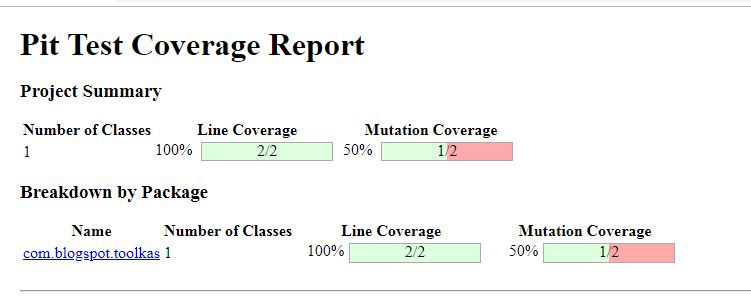 Pit Test Coverage Report
Project Summary
Number of Classes Line Coverage Mutation Coverage
1 100% 2/2 50% 1/2
Breakdown by Package
Name Number of Classes Line Coverage Mutation Coverage
com.blogspot.toolkas 1 100% 2/2 50% 1/2